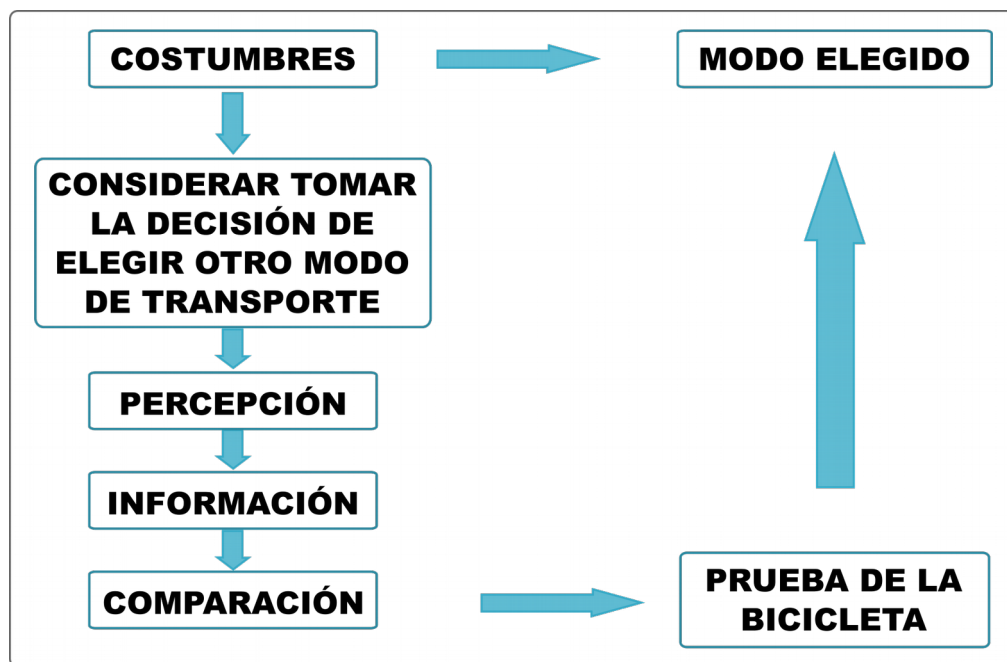 COSTUMBRES
MODO ELEGIDO
CONSIDERAR TOMAR
LA DECISIÓN DE
ELEGIR OTRO MODO
DE TRANSPORTE
PERCEPCIÓN
INFORMACIÓN
COMPARACIÓN
PRUEBA DE LA
BICICLETA